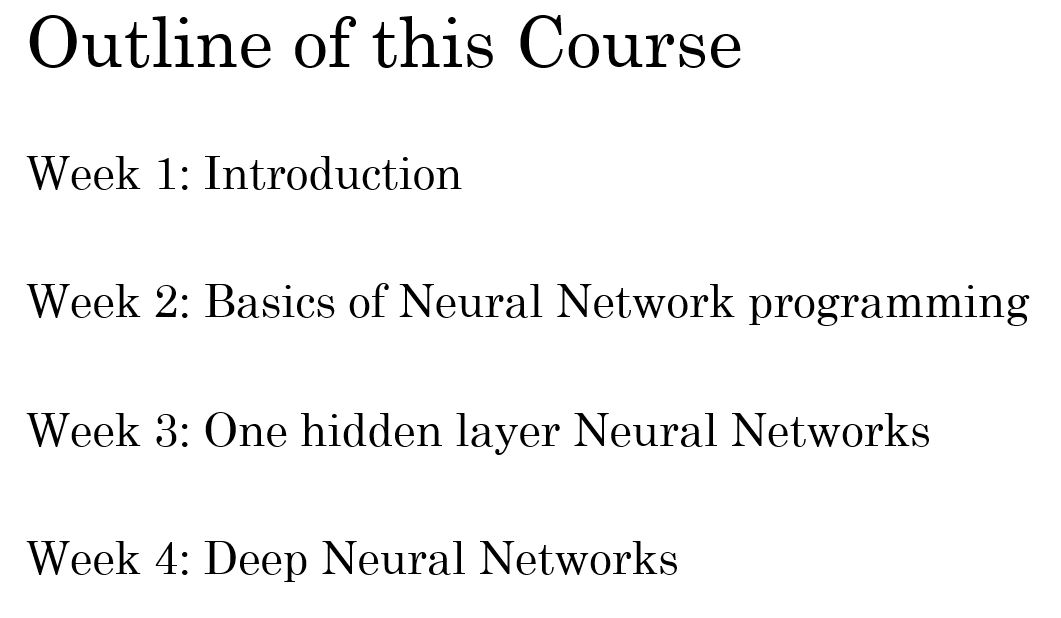 Outline of this Course
Week 1: Introduction
Week 2: Basics of Neural Network programming
Week 3: One hidden layer Neural Networks
Week 4: Deep Neural Networks